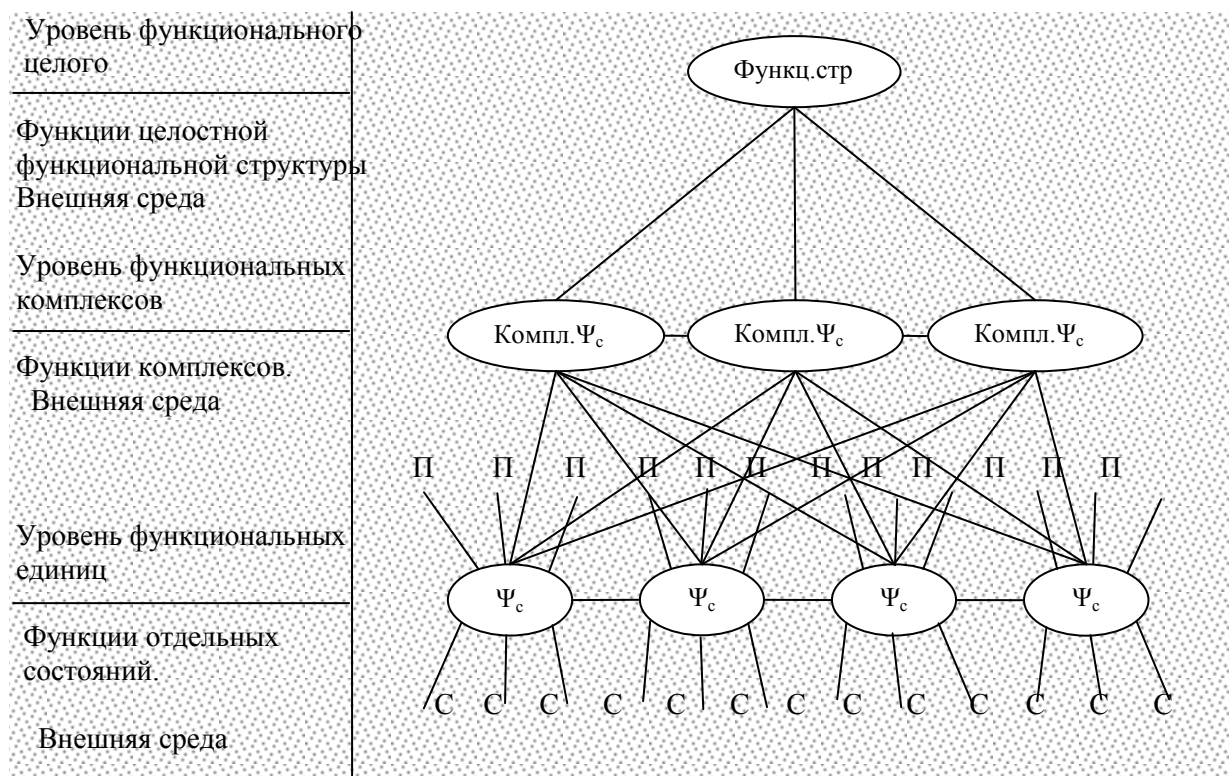 Уровень функционального
целого
Функц.стр
Функции целостной
функциональной структуры
Внешняя среда
Уровень функциональных
комплексов
Компл.Ψс Компл.Ψс Компл.Ψс
Функции комплексов.
Внешняя среда
П П П П П П П П П П П П
Уровень функциональных
единиц
Ψс Ψс Ψс Ψс
Функции отдельных
состояний.
С С С С С С С С С С С С
Внешняя среда